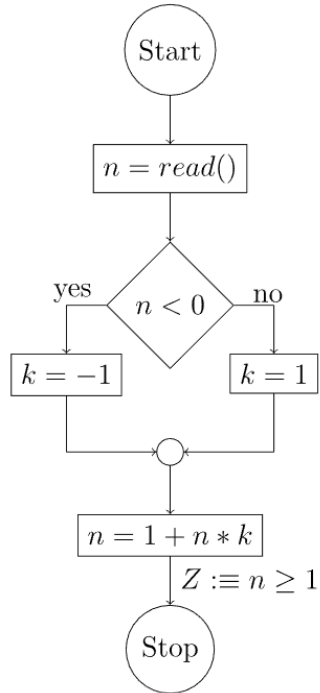 Start
n = read()
yes
n < 0
no
k = −1
k = 1
n = 1 + n ∗ k
Z :≡ n ≥ 1
Stop